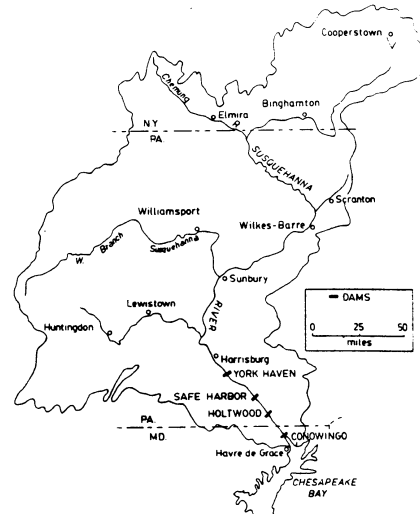 Cooperstown
Chemung
Elmira
Binghamton
N.Y.
PA.
SUSQUEHANNA
Scranton
Williamsport
Wilkes-Barre
W. Branch Susquehanna
Sunbury
DAMS
RIVER
Lewistown
0 25 50
miles
Huntingdon
Harrisburg
YORK HAVEN
SAFE HARBOR
HOLTWOOD
PA.
MD.
CONOWINGO
Havre de Grace
CHESAPEAKE
BAY